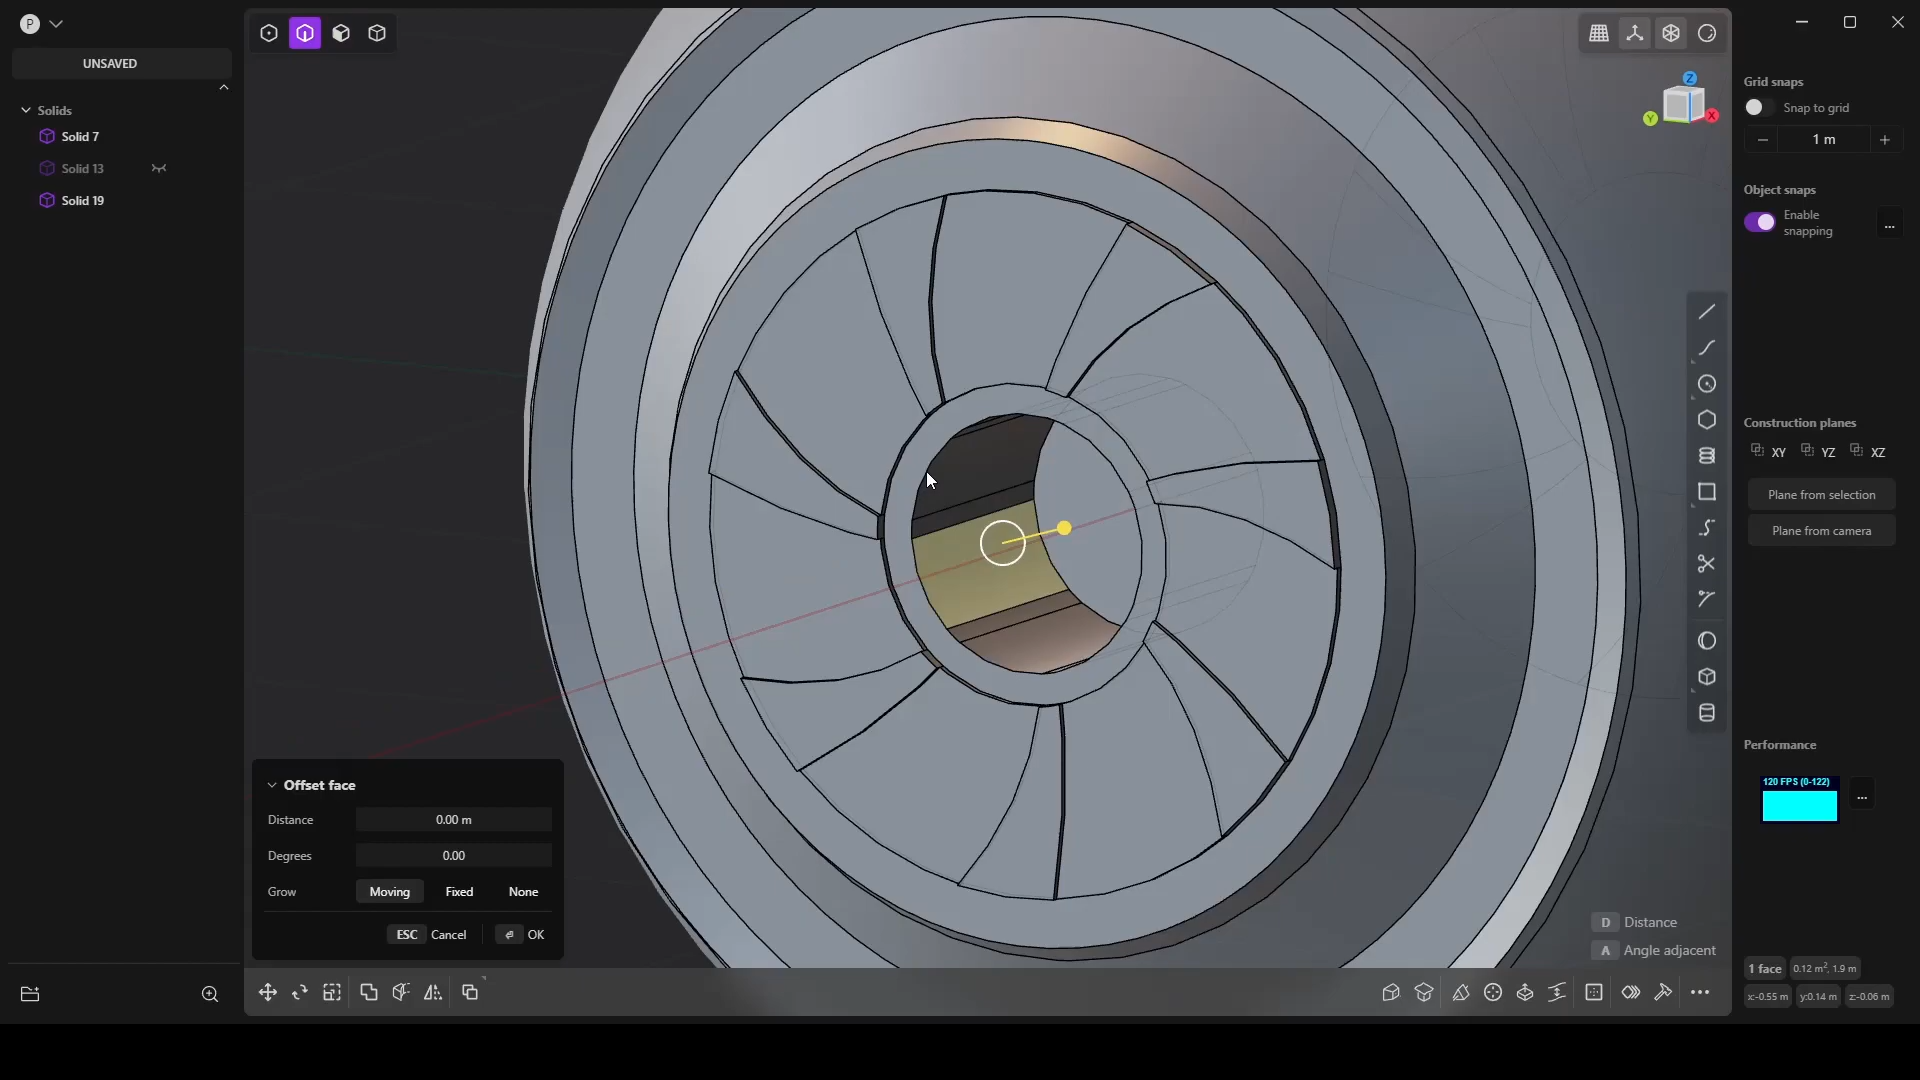 P
UNSAVED
Solids
Solid 7
Solid 13
Solid 19
Z
Y
X
Grid snaps
Snap to grid
1 m
Object snaps
Enable
snapping
...
Construction planes
XY YZ XZ
Plane from selection
Plane from camera
Performance
120 FPS (0-122)
...
Offset face
Distance 0.00 m
Degrees 0.00
Grow Moving Fixed None
ESC Cancel OK
D Distance
A Angle adjacent
1 face 0.12 m², 1.9 m
x:-0.55 m y:0.14 m z:-0.06 m